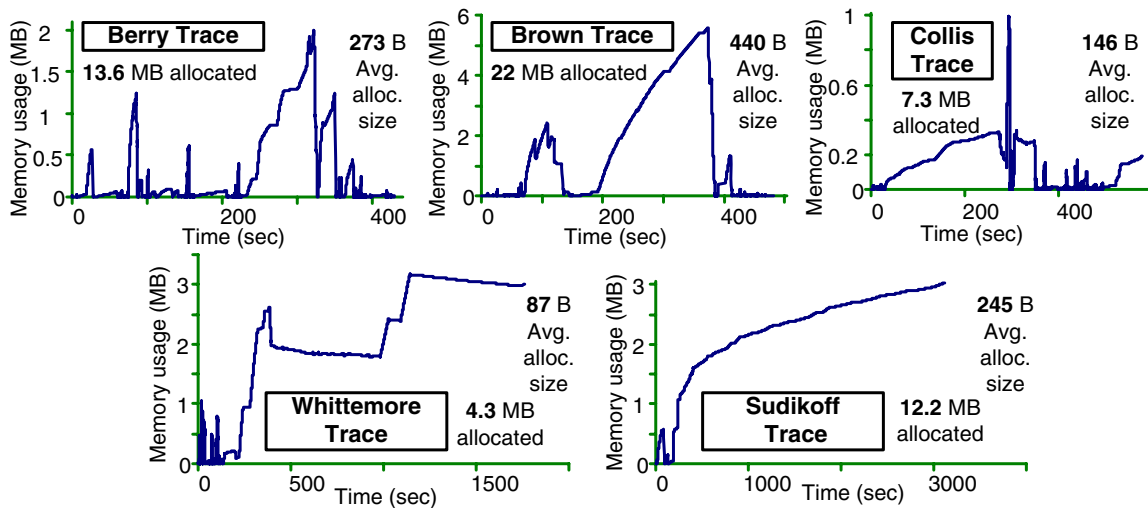 Berry Trace
13.6 MB allocated
273 B
Avg.
alloc.
size
Memory usage (MB)
2
1.5
1
0.5
0
0
200
400
Time (sec)
Brown Trace
22 MB allocated
440 B
Avg.
alloc.
size
Memory usage (MB)
6
4
2
0
0
200
400
Time (sec)
Collis
Trace
7.3 MB
allocated
146 B
Avg.
alloc.
size
Memory usage (MB)
1
0.6
0.2
0
0
200
400
Time (sec)
Whittemore
Trace
4.3 MB
allocated
87 B
Avg.
alloc.
size
Memory usage (MB)
3
2
1
0
0
500
1500
Time (sec)
Sudikoff
Trace
12.2 MB
allocated
245 B
Avg.
alloc.
size
Memory usage (MB)
3
2
1
0
0
1000
3000
Time (sec)